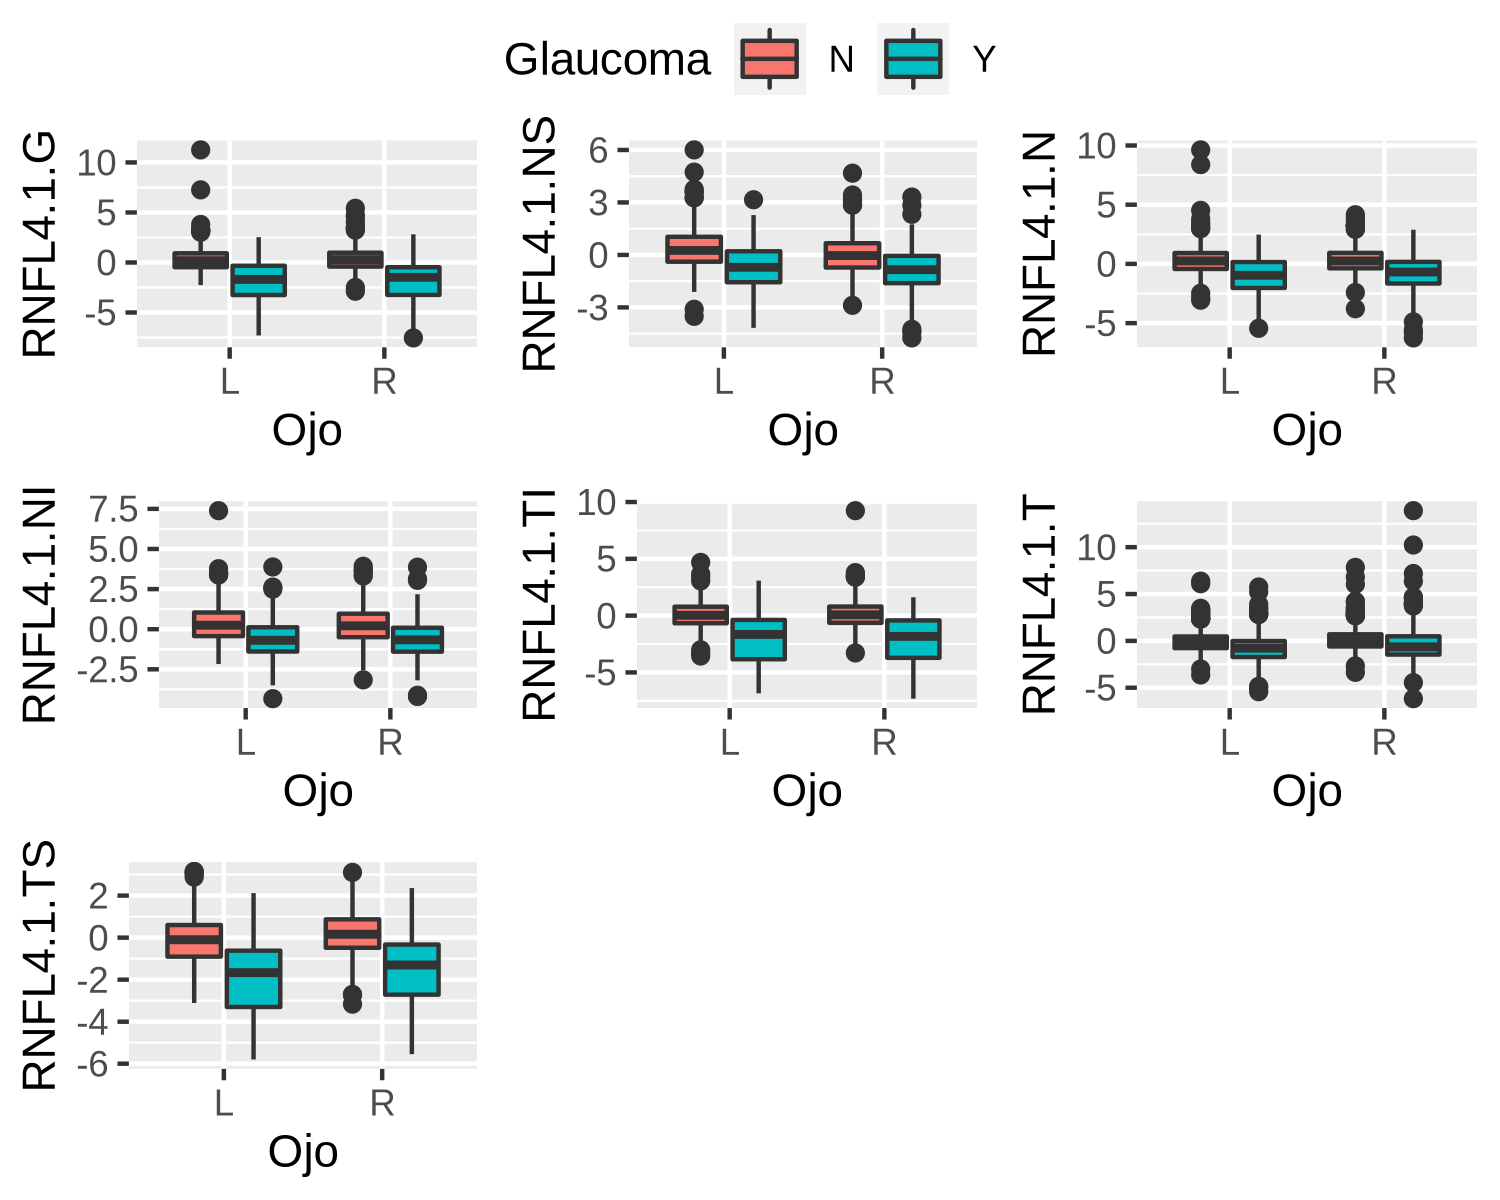 Glaucoma N Y
RNFL4.1.G
10
5
0
-5
L R
Ojo
RNFL4.1.NS
6
3
0
-3
L R
Ojo
RNFL4.1.N
10
5
0
-5
L R
Ojo
RNFL4.1.NI
7.5
5.0
2.5
0.0
-2.5
L R
Ojo
RNFL4.1.TI
10
5
0
-5
L R
Ojo
RNFL4.1.T
10
5
0
-5
L R
Ojo
RNFL4.1.TS
2
0
-2
-4
-6
L R
Ojo